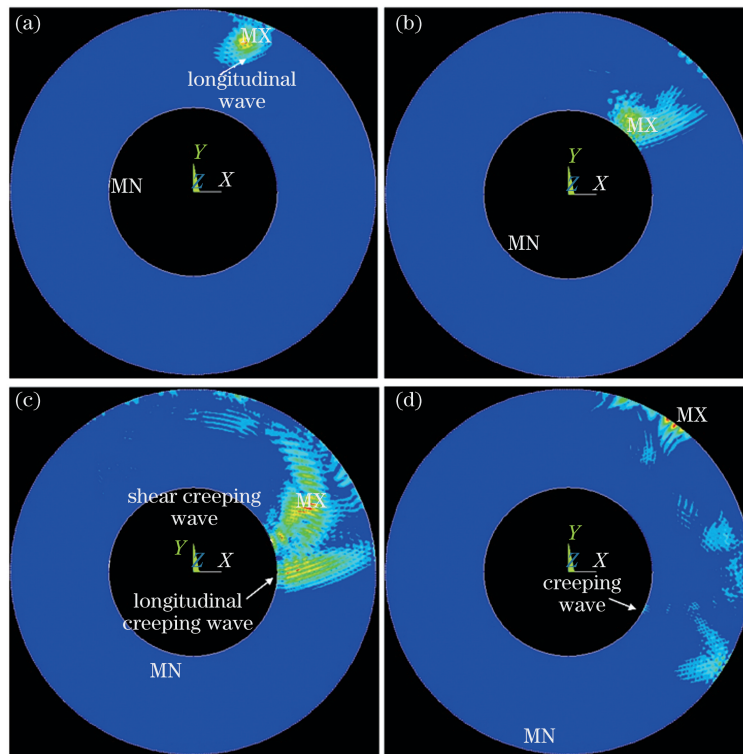 (a)
MX
longitudinal
wave
Y
Z
X
MN
(b)
MX
Y
Z
X
MN
(c)
shear creeping
wave
MX
Y
Z
X
longitudinal
creeping wave
MN
(d)
MX
Y
Z
X
creeping
wave
MN